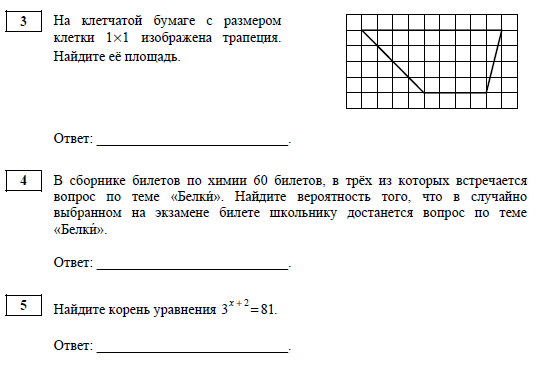 3
На клетчатой бумаге с размером
клетки 1×1 изображена трапеция.
Найдите её площадь.
Ответ: ___________________________.
4
В сборнике билетов по химии 60 билетов, в трёх из которых встречается
вопрос по теме «Белки́». Найдите вероятность того, что в случайно
выбранном на экзамене билете школьнику достанется вопрос по теме
«Белки́».
Ответ: ___________________________.
5
Найдите корень уравнения 3^{x+2}=81.
Ответ: ___________________________.